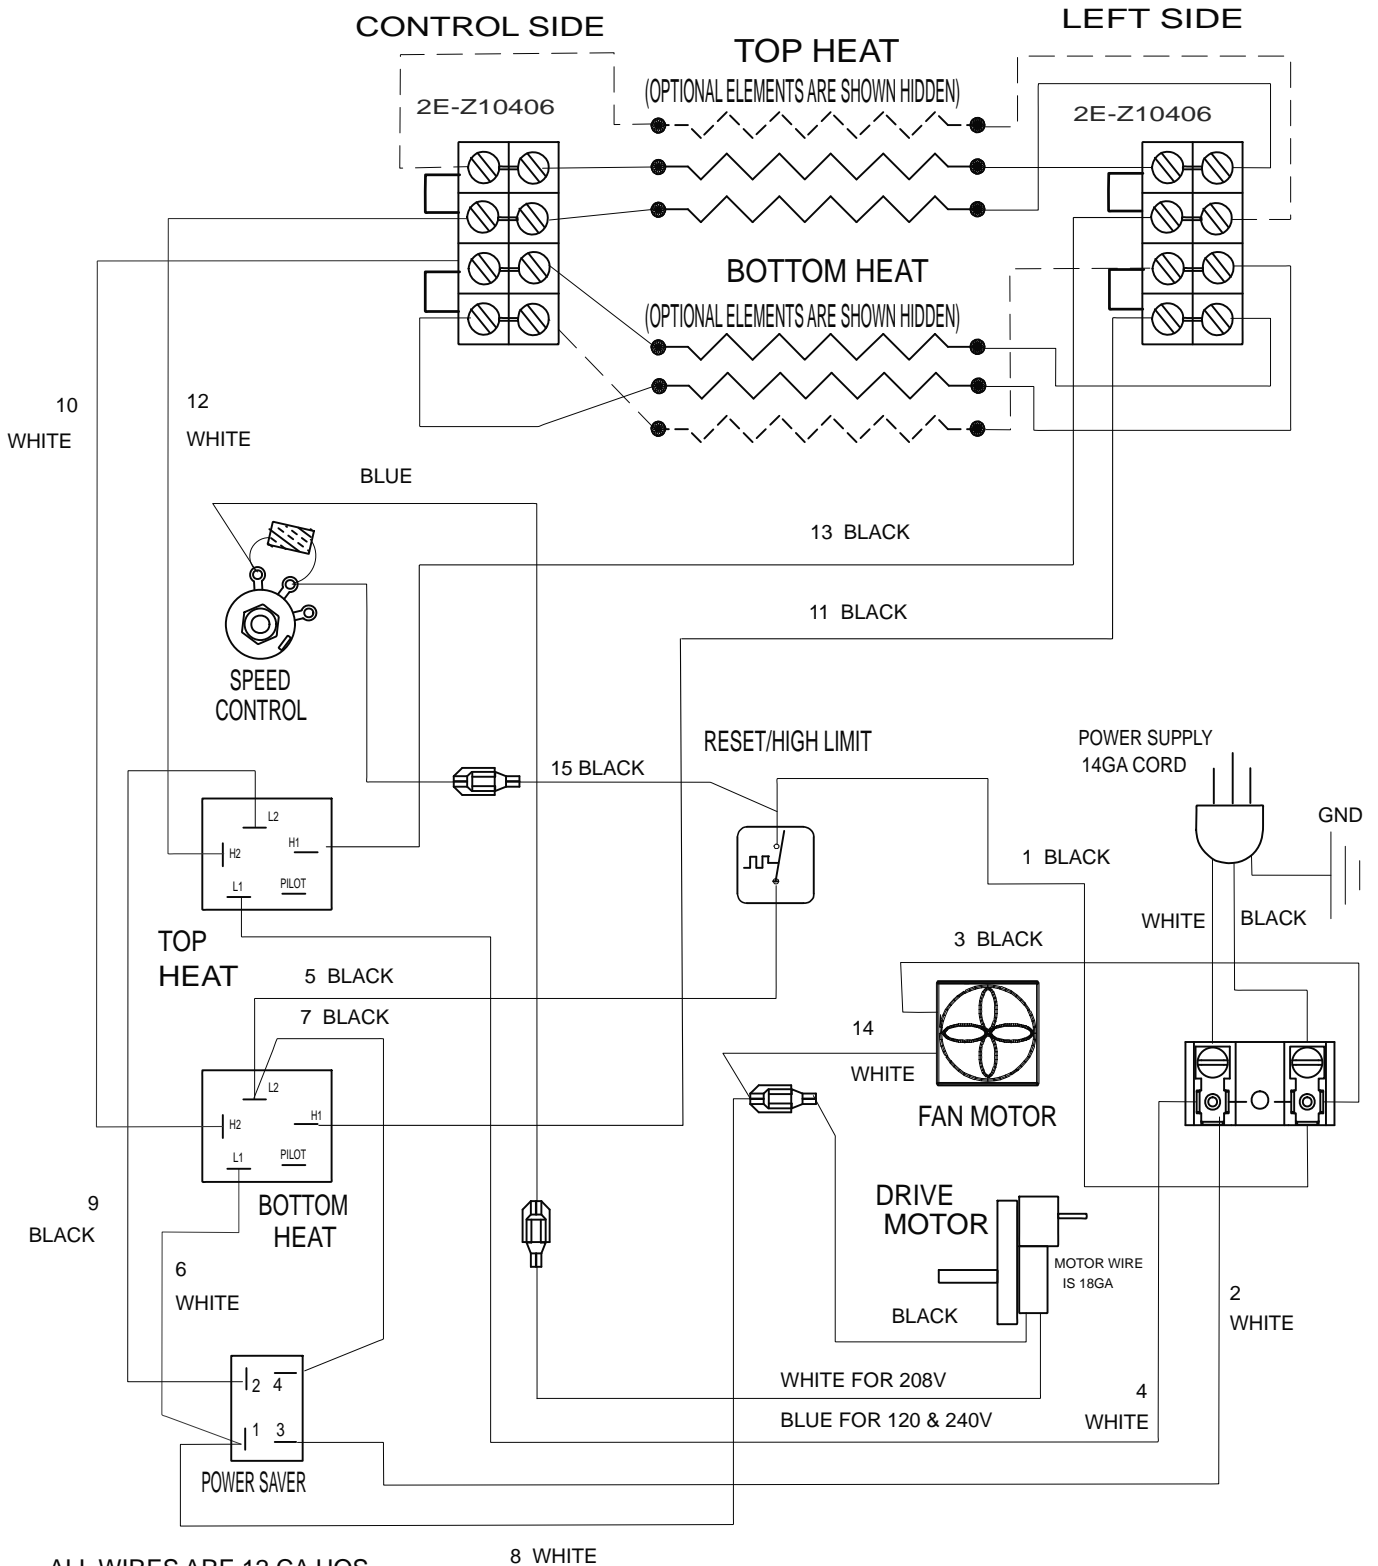 CONTROL SIDE
LEFT SIDE
TOP HEAT
(OPTIONAL ELEMENTS ARE SHOWN HIDDEN)
2E-Z10406
2E-Z10406
BOTTOM HEAT
(OPTIONAL ELEMENTS ARE SHOWN HIDDEN)
10
WHITE
12
WHITE
BLUE
13 BLACK
11 BLACK
SPEED
CONTROL
RESET/HIGH LIMIT
POWER SUPPLY
14GA CORD
15 BLACK
GND
L2
H1
H2
L1
PILOT
1 BLACK
WHITE
BLACK
TOP
HEAT
3 BLACK
5 BLACK
7 BLACK
14
WHITE
L2
H1
H2
L1
PILOT
FAN MOTOR
9
BLACK
BOTTOM
HEAT
DRIVE
MOTOR
6
WHITE
MOTOR WIRE
IS 18GA
BLACK
2
WHITE
2 4
1 3
POWER SAVER
WHITE FOR 208V
BLUE FOR 120 & 240V
4
WHITE
8 WHITE